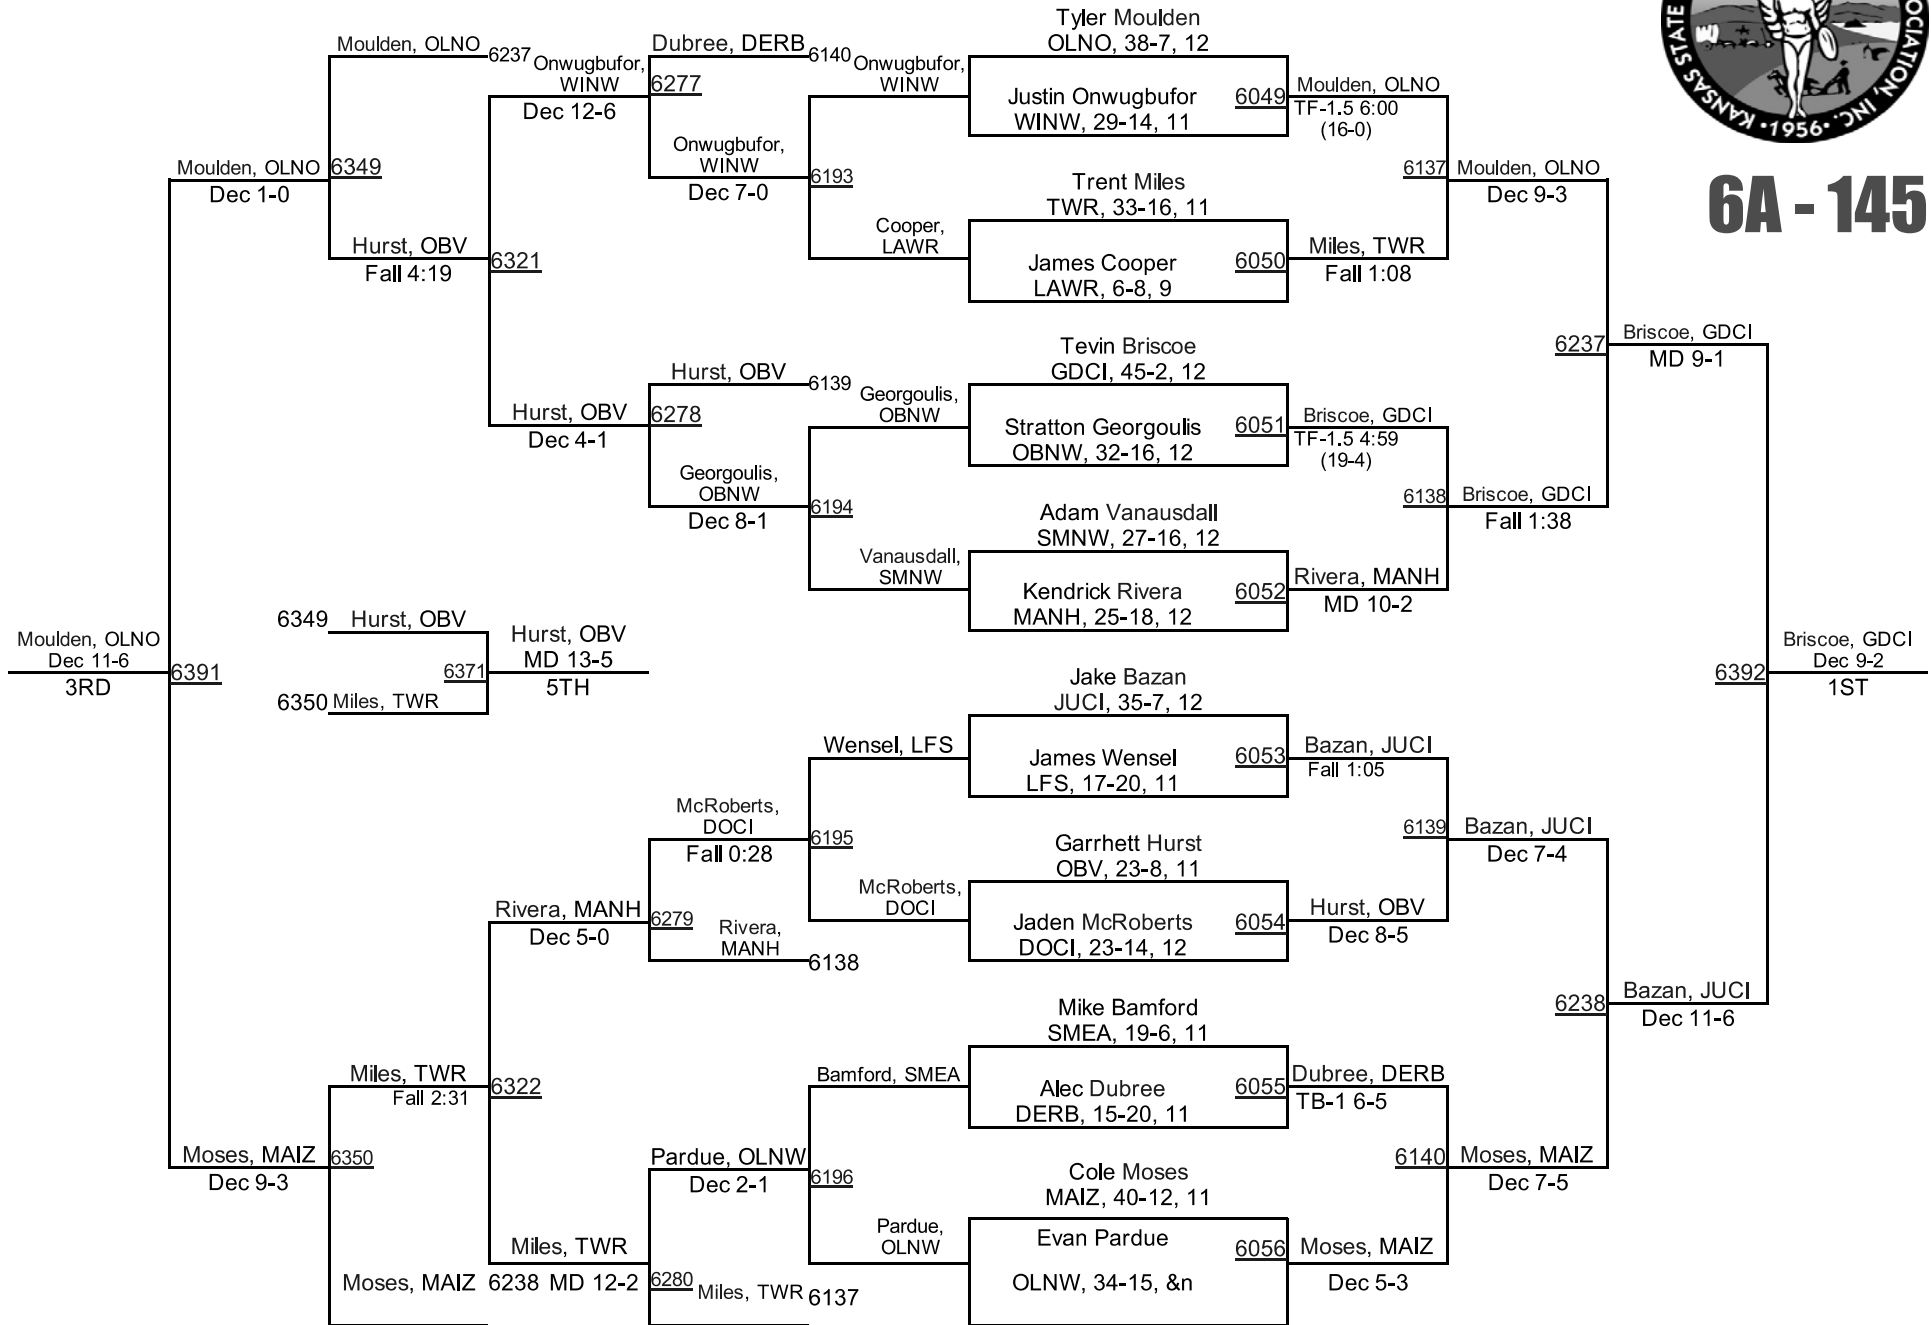 KANSAS STATE
OCIATION, INC.
•1956•
6A - 145
Moulden, OLNO
6237
Onwugbufor,
WINW
Dec 12-6
6277
Dubree, DERB
6140
Onwugbufor,
WINW
Tyler Moulden
OLNO, 38-7, 12
Justin Onwugbufor
WINW, 29-14, 11
6049
Moulden, OLNO
TF-1.5 6:00
(16-0)
Moulden, OLNO
Dec 1-0
6349
Onwugbufor,
WINW
Dec 7-0
6193
Trent Miles
TWR, 33-16, 11
6137
Moulden, OLNO
Dec 9-3
Hurst, OBV
Fall 4:19
6321
Cooper,
LAWR
James Cooper
LAWR, 6-8, 9
6050
Miles, TWR
Fall 1:08
Tevin Briscoe
GDCI, 45-2, 12
6237
Briscoe, GDCI
MD 9-1
Hurst, OBV
6139
Hurst, OBV
Dec 4-1
6278
Georgoulis,
OBNW
Stratton Georgoulis
OBNW, 32-16, 12
6051
Briscoe, GDCI
TF-1.5 4:59
(19-4)
Georgoulis,
OBNW
Dec 8-1
6194
Adam Vanausdall
SMNW, 27-16, 12
6138
Briscoe, GDCI
Fall 1:38
Vanausdall,
SMNW
Kendrick Rivera
MANH, 25-18, 12
6052
Rivera, MANH
MD 10-2
Moulden, OLNO
Dec 11-6
3RD
6391
6349
Hurst, OBV
6371
Hurst, OBV
MD 13-5
5TH
6350
Miles, TWR
Jake Bazan
JUCI, 35-7, 12
6392
Briscoe, GDCI
Dec 9-2
1ST
Wensel, LFS
James Wensel
LFS, 17-20, 11
6053
Bazan, JUCI
Fall 1:05
McRoberts,
DOCI
Fall 0:28
6195
Garrhett Hurst
OBV, 23-8, 11
6139
Bazan, JUCI
Dec 7-4
McRoberts,
DOCI
Jaden McRoberts
DOCI, 23-14, 12
6054
Hurst, OBV
Dec 8-5
Rivera, MANH
Dec 5-0
6279
Rivera,
MANH
6138
Mike Bamford
SMEA, 19-6, 11
6238
Bazan, JUCI
Dec 11-6
Miles, TWR
Fall 2:31
6322
Bamford, SMEA
Alec Dubree
DERB, 15-20, 11
6055
Dubree, DERB
TB-1 6-5
Moses, MAIZ
Dec 9-3
6350
Pardue, OLNW
Dec 2-1
6196
Cole Moses
MAIZ, 40-12, 11
6140
Moses, MAIZ
Dec 7-5
Pardue,
OLNW
Evan Pardue
OLNW, 34-15, &n
6056
Moses, MAIZ
Dec 5-3
Miles, TWR
MD 12-2
Moses, MAIZ
6238
6280
Miles, TWR
6137